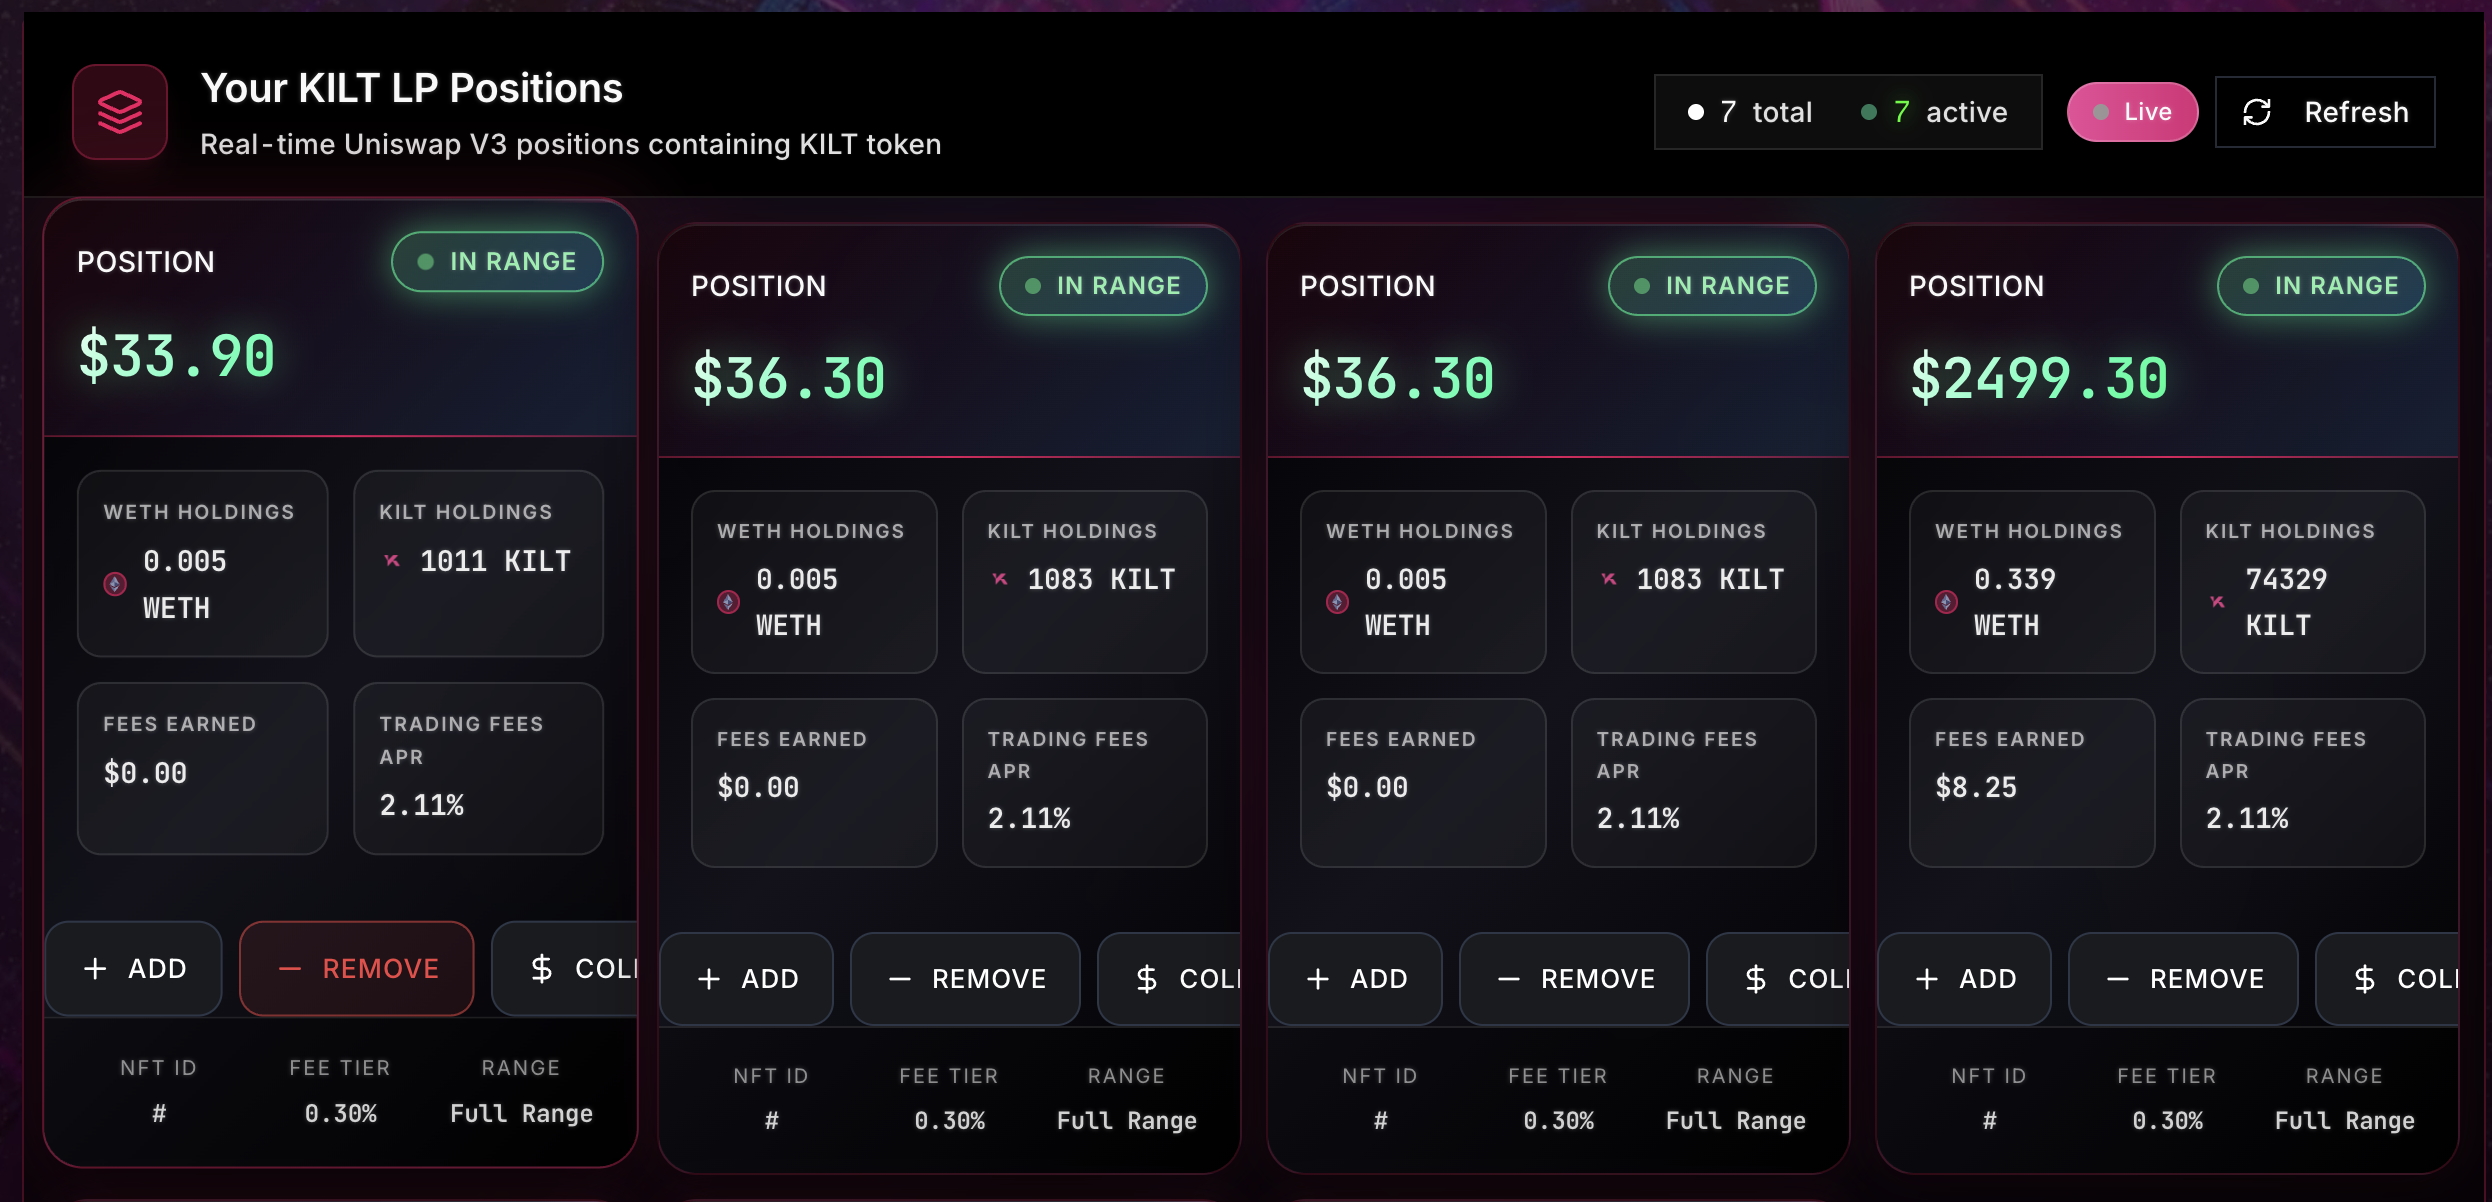 Your KILT LP Positions
Real-time Uniswap V3 positions containing KILT token
7 total 7 active
Live
Refresh
POSITION
IN RANGE
$33.90
WETH HOLDINGS
0.005
WETH
KILT HOLDINGS
1011 KILT
FEES EARNED
$0.00
TRADING FEES
APR
2.11%
+ ADD
− REMOVE
$ COLL
NFT ID
#
FEE TIER
0.30%
RANGE
Full Range
POSITION
IN RANGE
$36.30
WETH HOLDINGS
0.005
WETH
KILT HOLDINGS
1083 KILT
FEES EARNED
$0.00
TRADING FEES
APR
2.11%
+ ADD
− REMOVE
$ COLL
NFT ID
#
FEE TIER
0.30%
RANGE
Full Range
POSITION
IN RANGE
$36.30
WETH HOLDINGS
0.005
WETH
KILT HOLDINGS
1083 KILT
FEES EARNED
$0.00
TRADING FEES
APR
2.11%
+ ADD
− REMOVE
$ COLL
NFT ID
#
FEE TIER
0.30%
RANGE
Full Range
POSITION
IN RANGE
$2499.30
WETH HOLDINGS
0.339
WETH
KILT HOLDINGS
74329
KILT
FEES EARNED
$8.25
TRADING FEES
APR
2.11%
+ ADD
− REMOVE
$ COLL
NFT ID
#
FEE TIER
0.30%
RANGE
Full Range